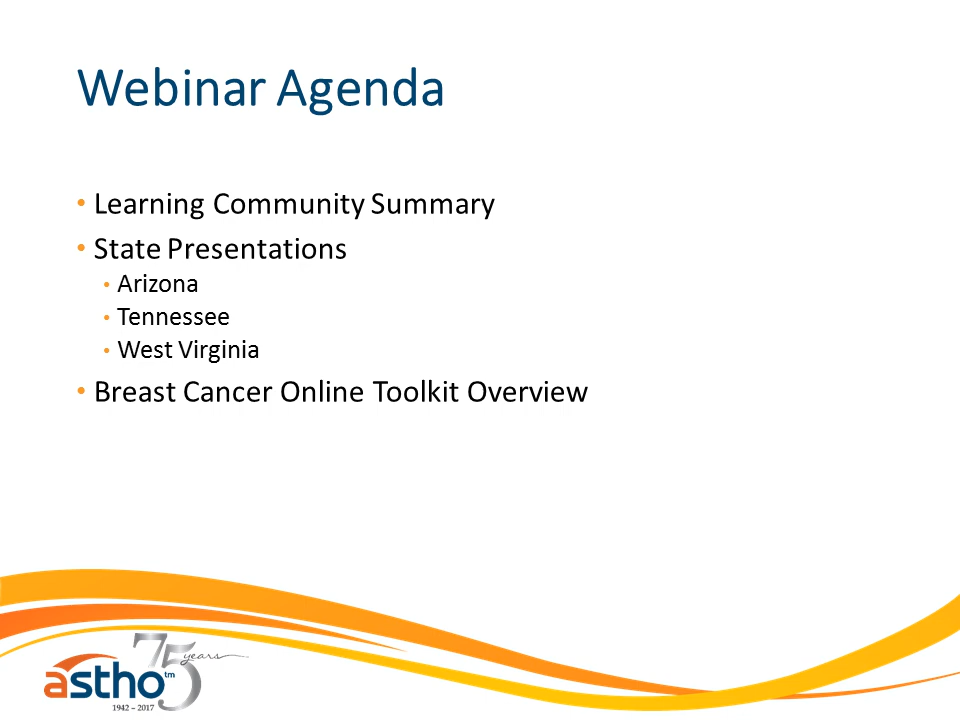 Webinar Agenda
• Learning Community Summary
• State Presentations
• Arizona
• Tennessee
• West Virginia
• Breast Cancer Online Toolkit Overview
75 years
astho™
1942 – 2017